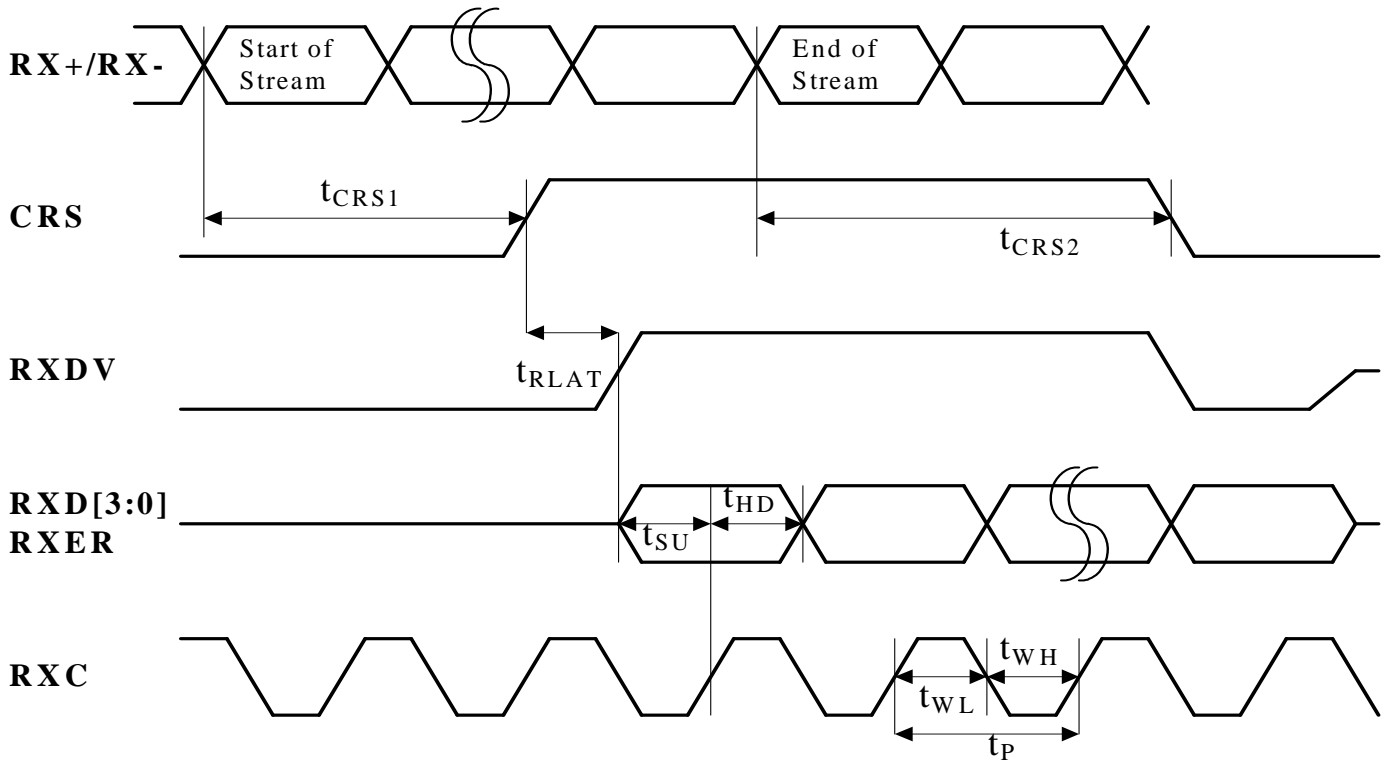 RX+/RX-
Start of
Stream
End of
Stream
CRS
tCRS1
tCRS2
RXDV
tRLAT
RXD[3:0]
RXER
tSU
tHD
RXC
tWL
tWH
tP